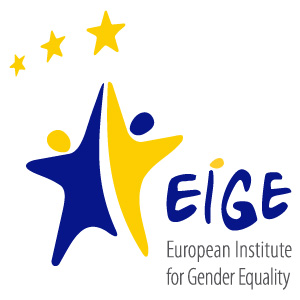 EIGE
European Institute
for Gender Equality